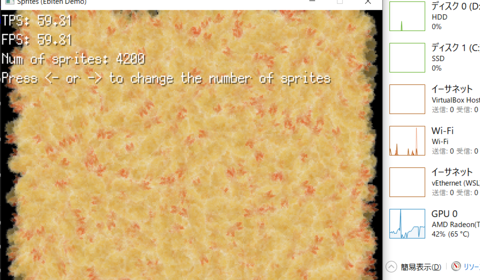 Sprites (Ebiten Demo)
TPS: 59.81
FPS: 59.81
Num of sprites: 4200
Press <- or -> to change the number of sprites
ディスク 0 (D:
HDD
0%
ディスク 1 (C:
SSD
0%
イーサネット
VirtualBox Host
送信: 0 受信: 0
Wi-Fi
Wi-Fi
送信: 0 受信: 0
イーサネット
vEthernet (WSL
送信: 0 受信: 0
GPU 0
AMD Radeon(T
42% (65 °C)
簡易表示(D)
リソー